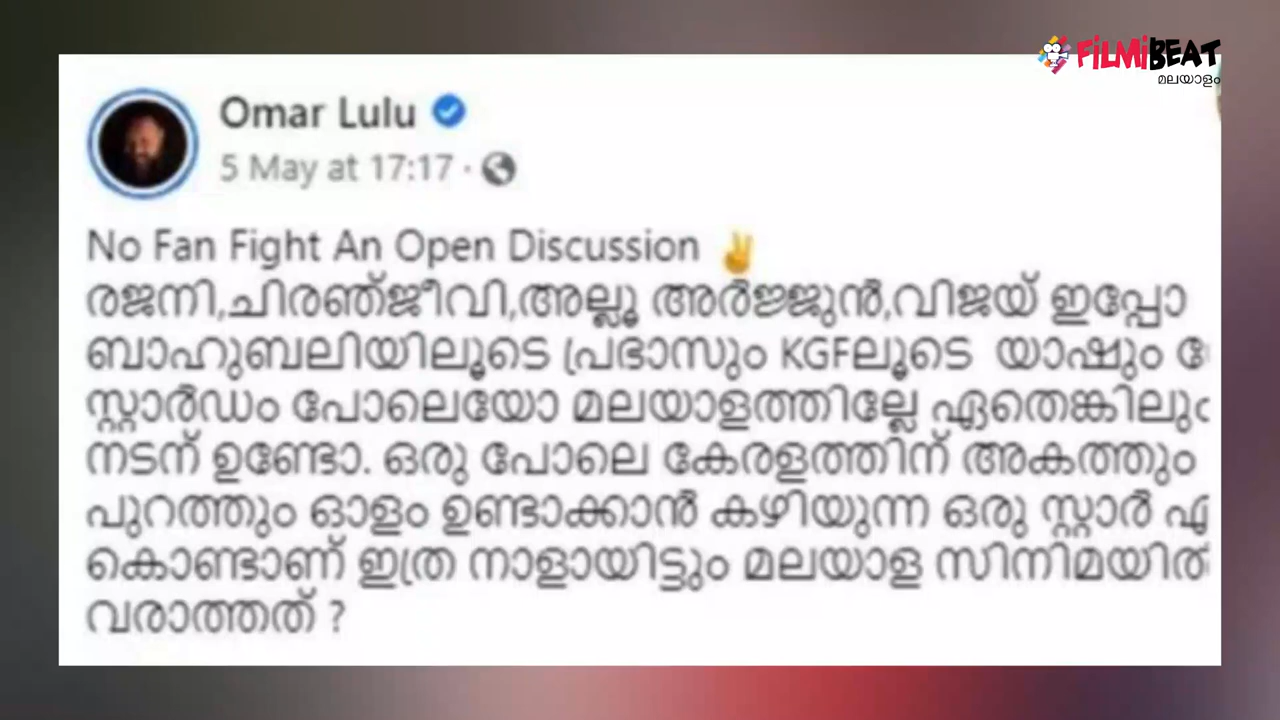 FiLMiBEAT
മലയാളം
Omar Lulu
5 May at 17:17 ·
No Fan Fight An Open Discussion ✌
രജനി,ചിരഞ്ജീവി,അല്ലൂ അർജ്ജുൻ,വിജയ് ഇപ്പോ
ബാഹുബലിയിലൂടെ പ്രഭാസും KGFലൂടെ യാഷും
സ്റ്റാർഡം പോലെയോ മലയാളത്തില്ലേ ഏതെങ്കിലും
നടന് ഉണ്ടോ. ഒരു പോലെ കേരളത്തിന് അകത്തും
പുറത്തും ഓളം ഉണ്ടാക്കാൻ കഴിയുന്ന ഒരു സ്റ്റാർ
കൊണ്ടാണ് ഇത്ര നാളായിട്ടും മലയാള സിനിമയിൽ
വരാത്തത് ?